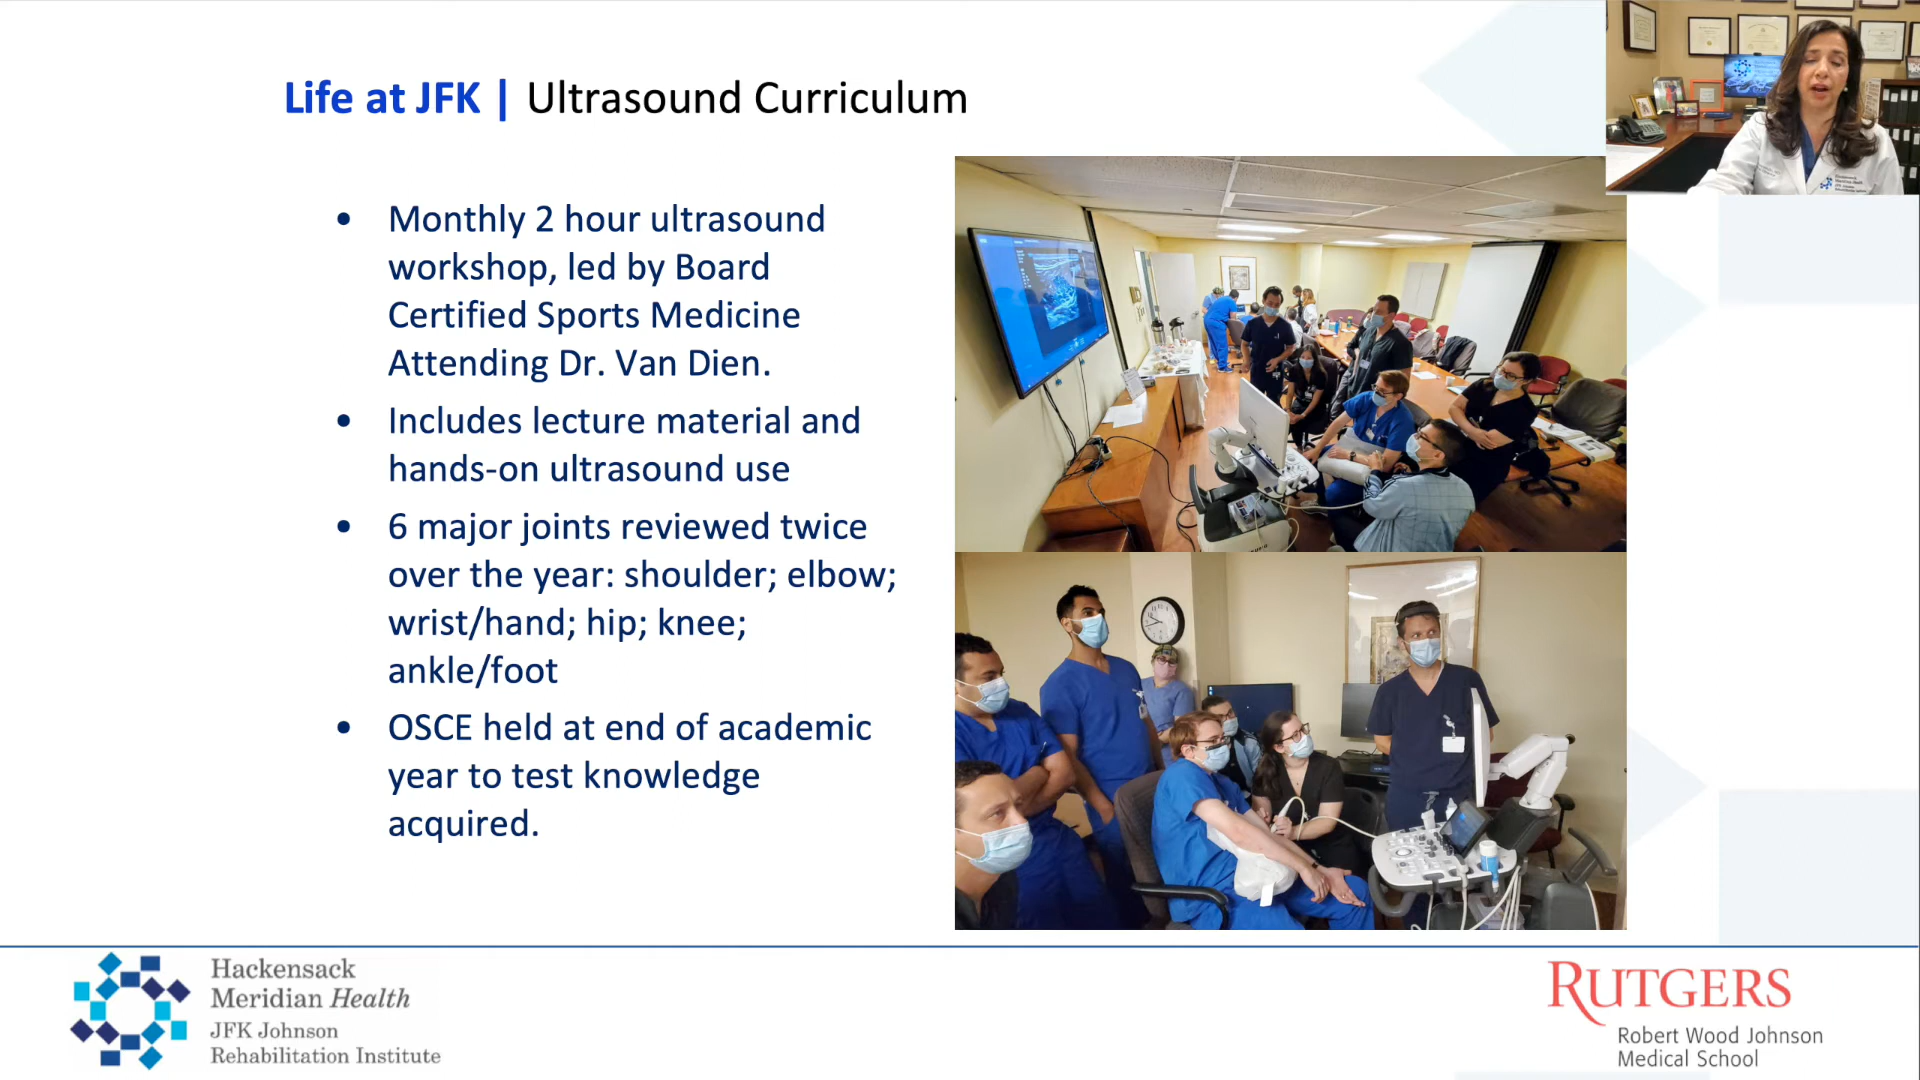 Life at JFK | Ultrasound Curriculum
• Monthly 2 hour ultrasound
workshop, led by Board
Certified Sports Medicine
Attending Dr. Van Dien.
• Includes lecture material and
hands-on ultrasound use
• 6 major joints reviewed twice
over the year: shoulder; elbow;
wrist/hand; hip; knee;
ankle/foot
• OSCE held at end of academic
year to test knowledge
acquired.
Hackensack
Meridian Health
JFK Johnson
Rehabilitation Institute
RUTGERS
Robert Wood Johnson
Medical School